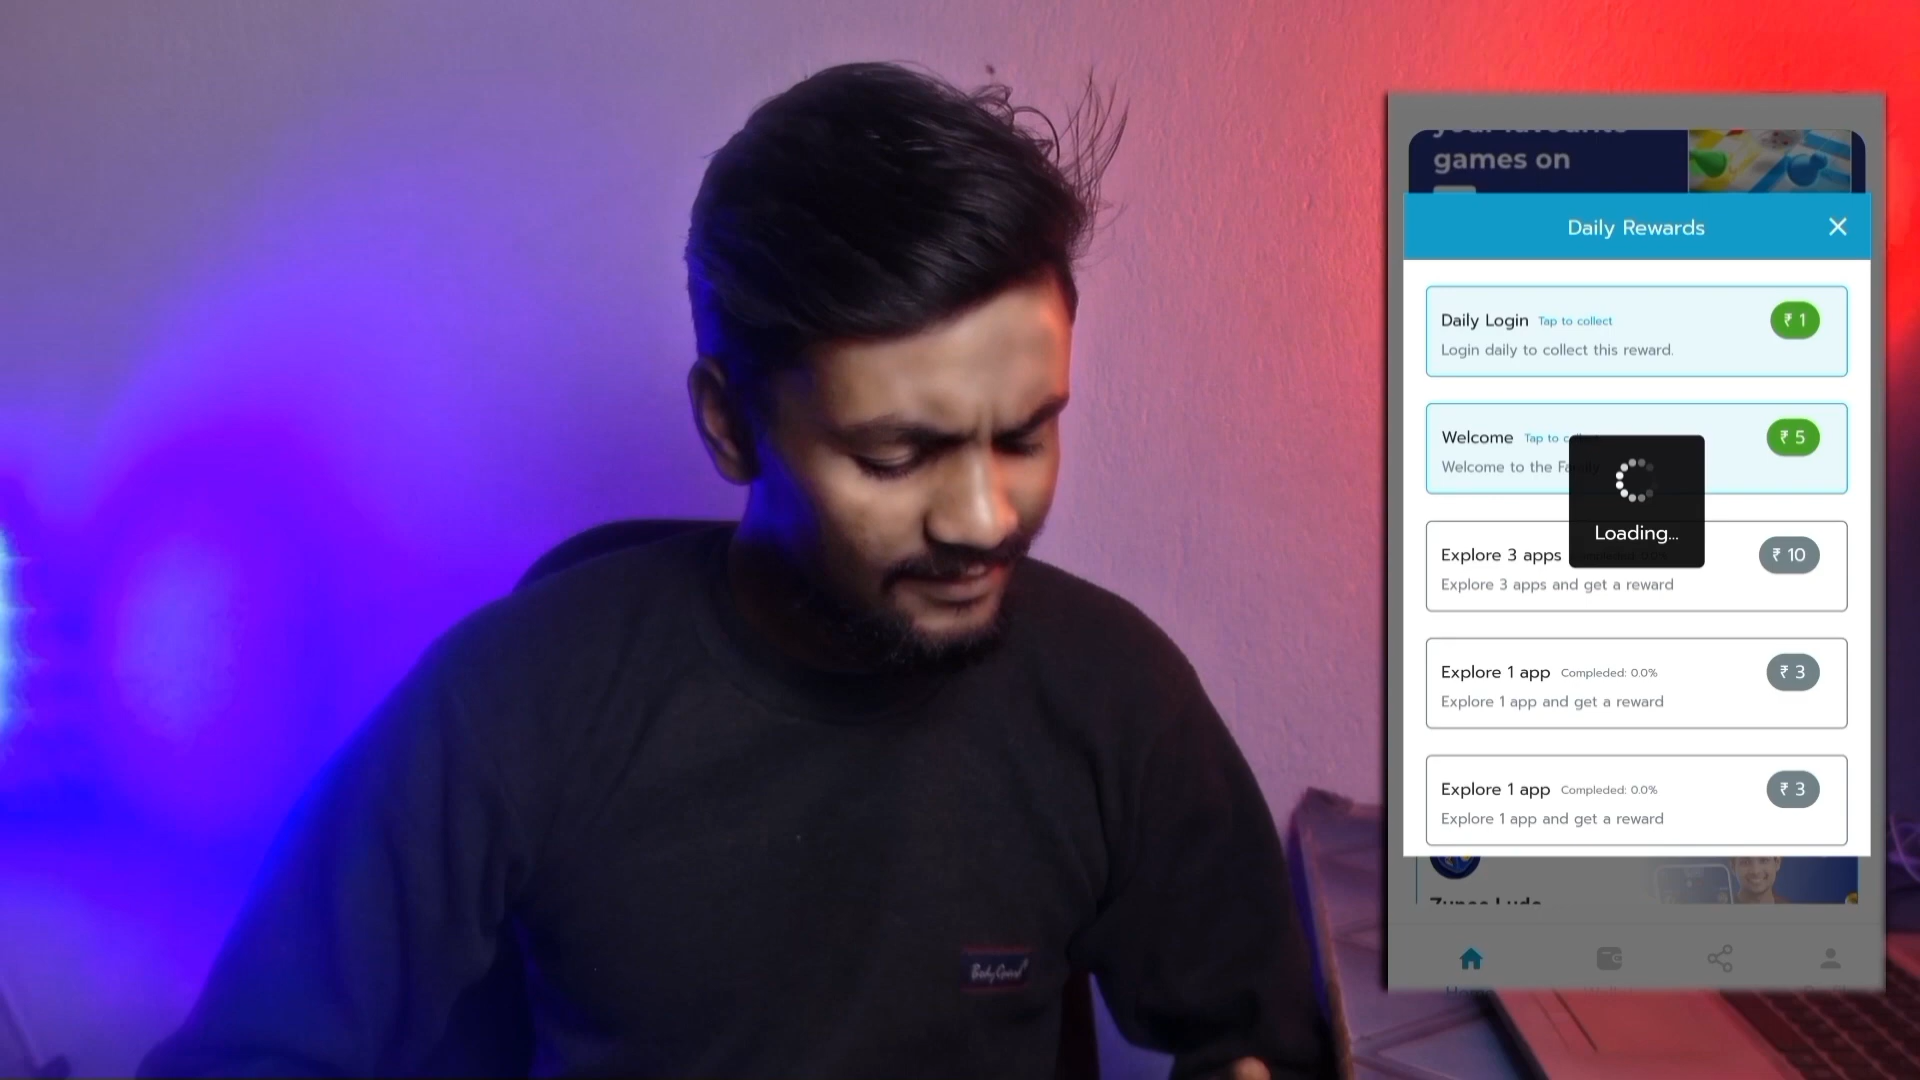 games on
Daily Rewards
Daily Login Tap to collect ₹ 1
Login daily to collect this reward.
Welcome Tap to ₹ 5
Welcome to the
Loading...
Explore 3 apps ₹ 10
Explore 3 apps and get a reward
Explore 1 app Compleded: 0.0% ₹ 3
Explore 1 app and get a reward
Explore 1 app Compleded: 0.0% ₹ 3
Explore 1 app and get a reward
Home
BodyGuard